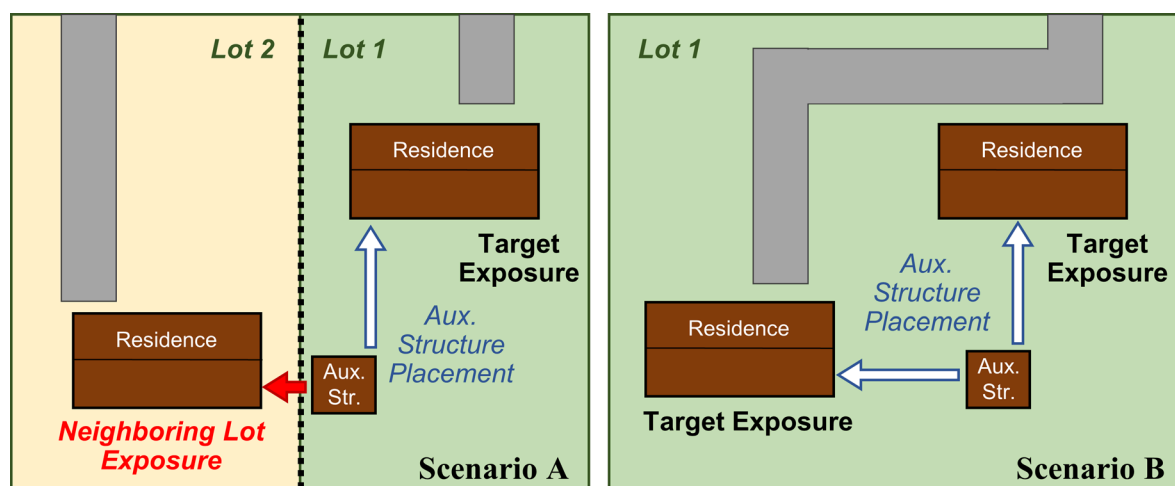 Lot 2
Lot 1
Residence
Target
Exposure
Aux.
Structure
Placement
Residence
Aux.
Str.
Neighboring Lot
Exposure
Scenario A
Lot 1
Residence
Target
Exposure
Aux.
Structure
Placement
Residence
Aux.
Str.
Target Exposure
Scenario B